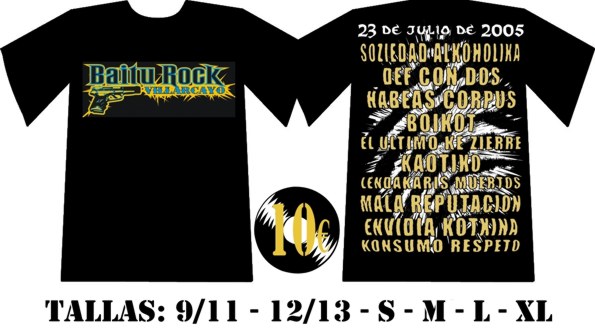 Baitu Rock
VILLARCAYO
23 DE JULIO DE 2005
SOZIEDAD ALKOHOLIKA
DEF CON DOS
HABEAS CORPUS
BOIKOT
EL ULTIMO KE ZIERRE
KAOTIKO
LENDAKARIS MUERTOS
MALA REPUTACION
ENVIDIA KOTXINA
KONSUMO RESPETO
10€
TALLAS: 9/11 - 12/13 - S - M - L - XL